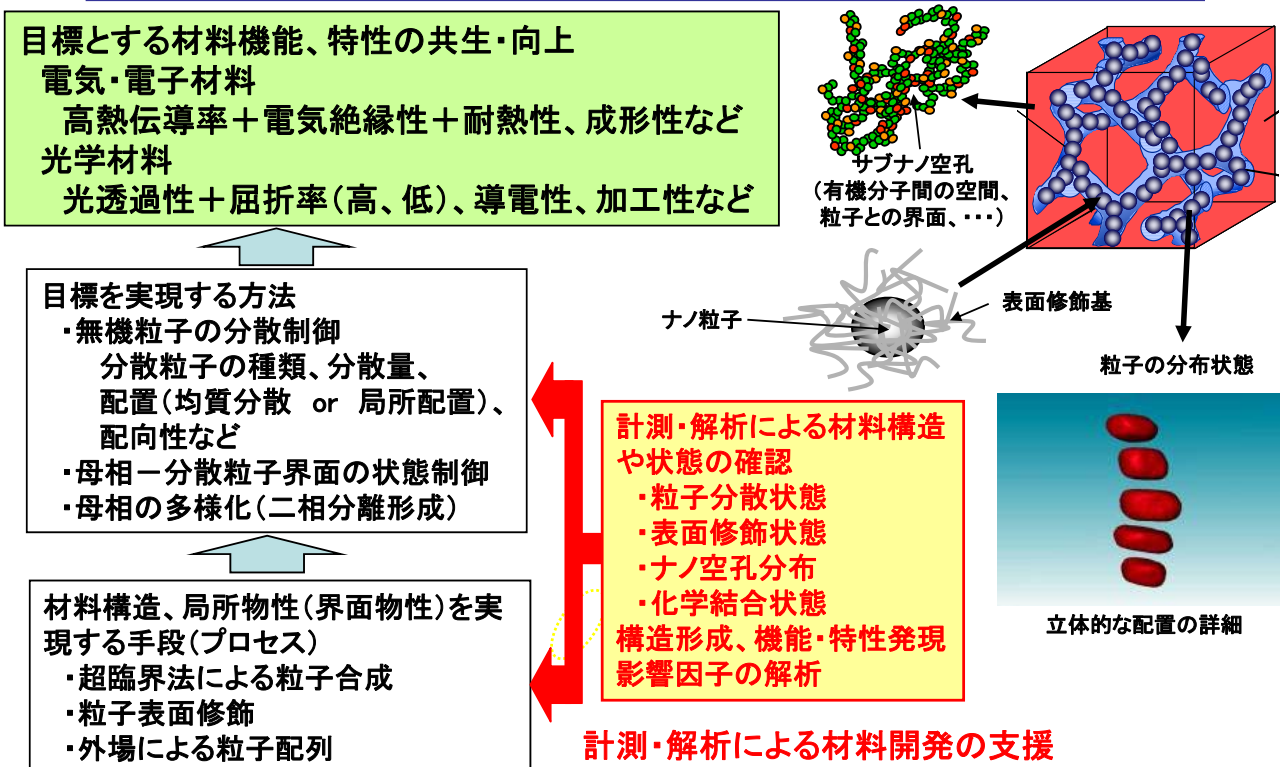 目標とする材料機能、特性の共生・向上
電気・電子材料
高熱伝導率＋電気絶縁性＋耐熱性、成形性など
光学材料
光透過性＋屈折率（高、低）、導電性、加工性など
サブナノ空孔
（有機分子間の空間、
粒子との界面、・・・）
ナノ粒子
表面修飾基
粒子の分布状態
目標を実現する方法
・無機粒子の分散制御
分散粒子の種類、分散量、
配置（均質分散 or 局所配置）、
配向性など
・母相－分散粒子界面の状態制御
・母相の多様化（二相分離形成）
計測・解析による材料構造
や状態の確認
・粒子分散状態
・表面修飾状態
・ナノ空孔分布
・化学結合状態
構造形成、機能・特性発現
影響因子の解析
立体的な配置の詳細
材料構造、局所物性（界面物性）を実
現する手段（プロセス）
・超臨界法による粒子合成
・粒子表面修飾
・外場による粒子配列
計測・解析による材料開発の支援